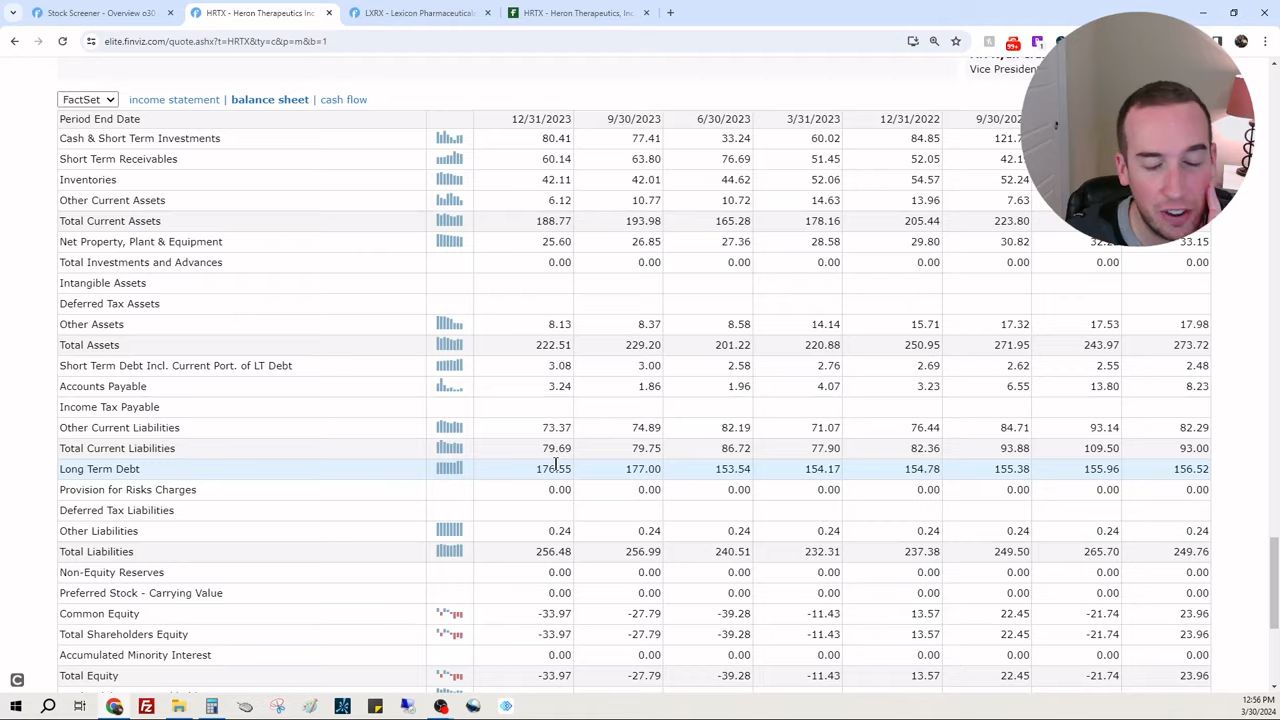 Stock Screener - Overview o30
HRTX - Heron Therapeutics Inc
LXRX - Lexicon Pharmaceuticals
HRTX - Heron Therapeutics, Inc.
elite.finviz.com/quote.ashx?t=HRTX&ty=c&p=m&b=1
99+
1
Vice President
FactSet income statement | balance sheet | cash flow
Period End Date 12/31/2023 9/30/2023 6/30/2023 3/31/2023 12/31/2022 9/30/202
Cash & Short Term Investments 80.41 77.41 33.24 60.02 84.85 121.7
Short Term Receivables 60.14 63.80 76.69 51.45 52.05 42.1
Inventories 42.11 42.01 44.62 52.06 54.57 52.24
Other Current Assets 6.12 10.77 10.72 14.63 13.96 7.63
Total Current Assets 188.77 193.98 165.28 178.16 205.44 223.80
Net Property, Plant & Equipment 25.60 26.85 27.36 28.58 29.80 30.82 32.2 33.15
Total Investments and Advances 0.00 0.00 0.00 0.00 0.00 0.00 0.00 0.00
Intangible Assets
Deferred Tax Assets
Other Assets 8.13 8.37 8.58 14.14 15.71 17.32 17.53 17.98
Total Assets 222.51 229.20 201.22 220.88 250.95 271.95 243.97 273.72
Short Term Debt Incl. Current Port. of LT Debt 3.08 3.00 2.58 2.76 2.69 2.62 2.55 2.48
Accounts Payable 3.24 1.86 1.96 4.07 3.23 6.55 13.80 8.23
Income Tax Payable
Other Current Liabilities 73.37 74.89 82.19 71.07 76.44 84.71 93.14 82.29
Total Current Liabilities 79.69 79.75 86.72 77.90 82.36 93.88 109.50 93.00
Long Term Debt 176.55 177.00 153.54 154.17 154.78 155.38 155.96 156.52
Provision for Risks Charges 0.00 0.00 0.00 0.00 0.00 0.00 0.00 0.00
Deferred Tax Liabilities
Other Liabilities 0.24 0.24 0.24 0.24 0.24 0.24 0.24 0.24
Total Liabilities 256.48 256.99 240.51 232.31 237.38 249.50 265.70 249.76
Non-Equity Reserves 0.00 0.00 0.00 0.00 0.00 0.00 0.00 0.00
Preferred Stock - Carrying Value 0.00 0.00 0.00 0.00 0.00 0.00 0.00 0.00
Common Equity -33.97 -27.79 -39.28 -11.43 13.57 22.45 -21.74 23.96
Total Shareholders Equity -33.97 -27.79 -39.28 -11.43 13.57 22.45 -21.74 23.96
Accumulated Minority Interest 0.00 0.00 0.00 0.00 0.00 0.00 0.00 0.00
Total Equity -33.97 -27.79 -39.28 -11.43 13.57 22.45 -21.74 23.96
12:56 PM
3/30/2024